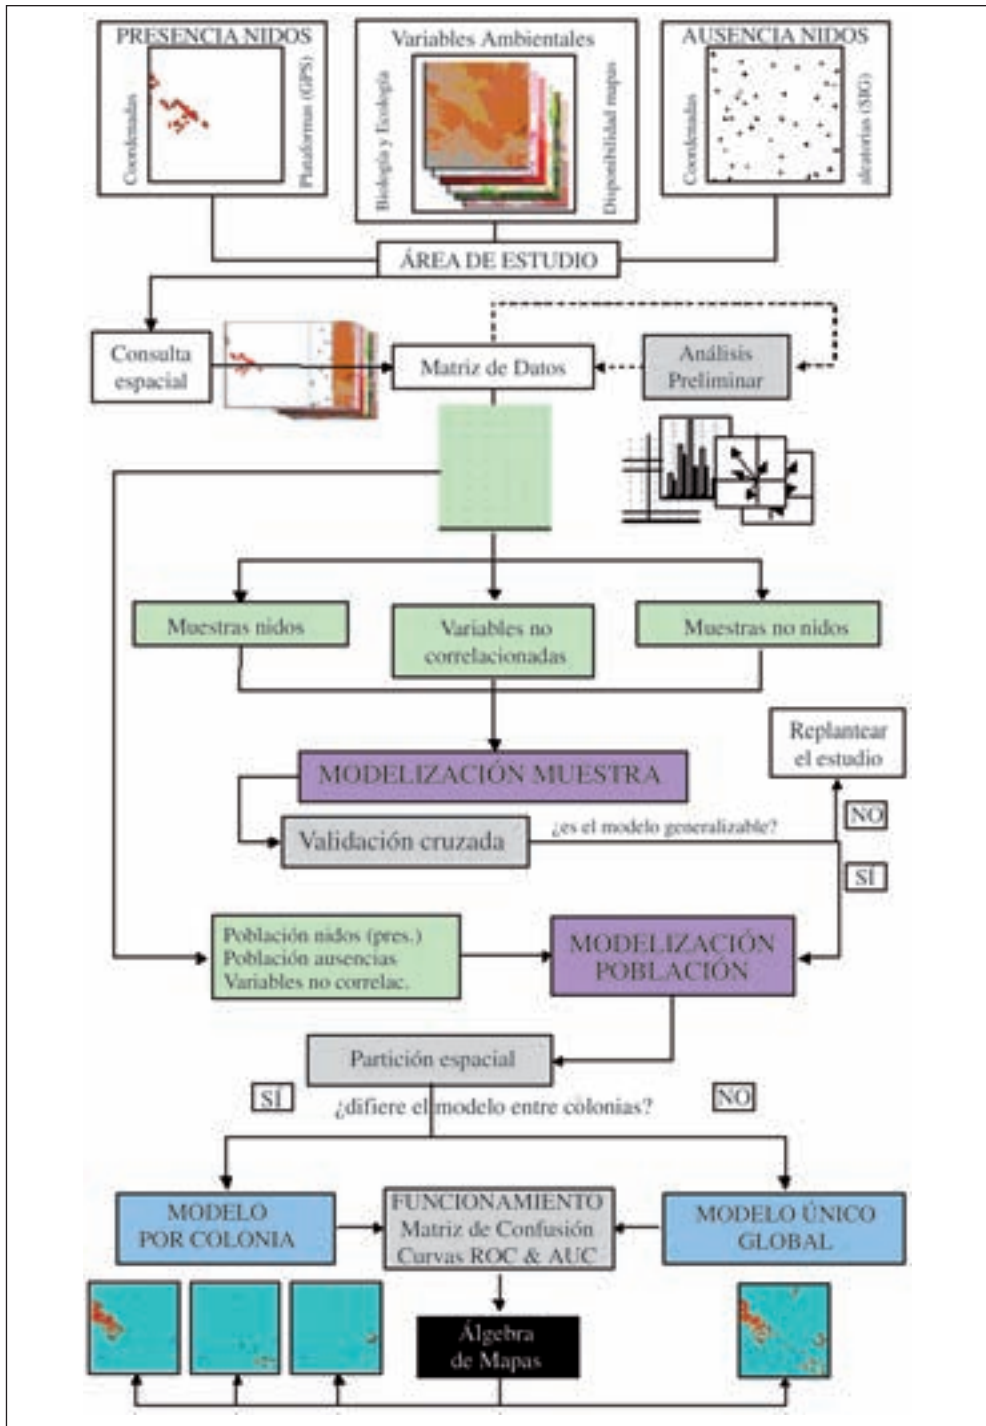 PRESENCIA NIDOS
Coordenadas
Plataformas (GPS)
Variables Ambientales
Biología y Ecología
Disponibilidad mapas
AUSENCIA NIDOS
Coordenadas
aleatorias (SIG)
ÁREA DE ESTUDIO
Consulta
espacial
Matriz de Datos
Análisis
Preliminar
Muestras nidos
Variables no
correlacionadas
Muestras no nidos
Replantear
el estudio
MODELIZACIÓN MUESTRA
NO
Validación cruzada
¿es el modelo generalizable?
SÍ
Población nidos (pres.)
Población ausencias
Variables no correlac.
MODELIZACIÓN
POBLACIÓN
Partición espacial
SÍ
¿difiere el modelo entre colonias?
NO
MODELO
POR COLONIA
FUNCIONAMIENTO
Matriz de Confusión
Curvas ROC & AUC
MODELO ÚNICO
GLOBAL
Álgebra
de Mapas